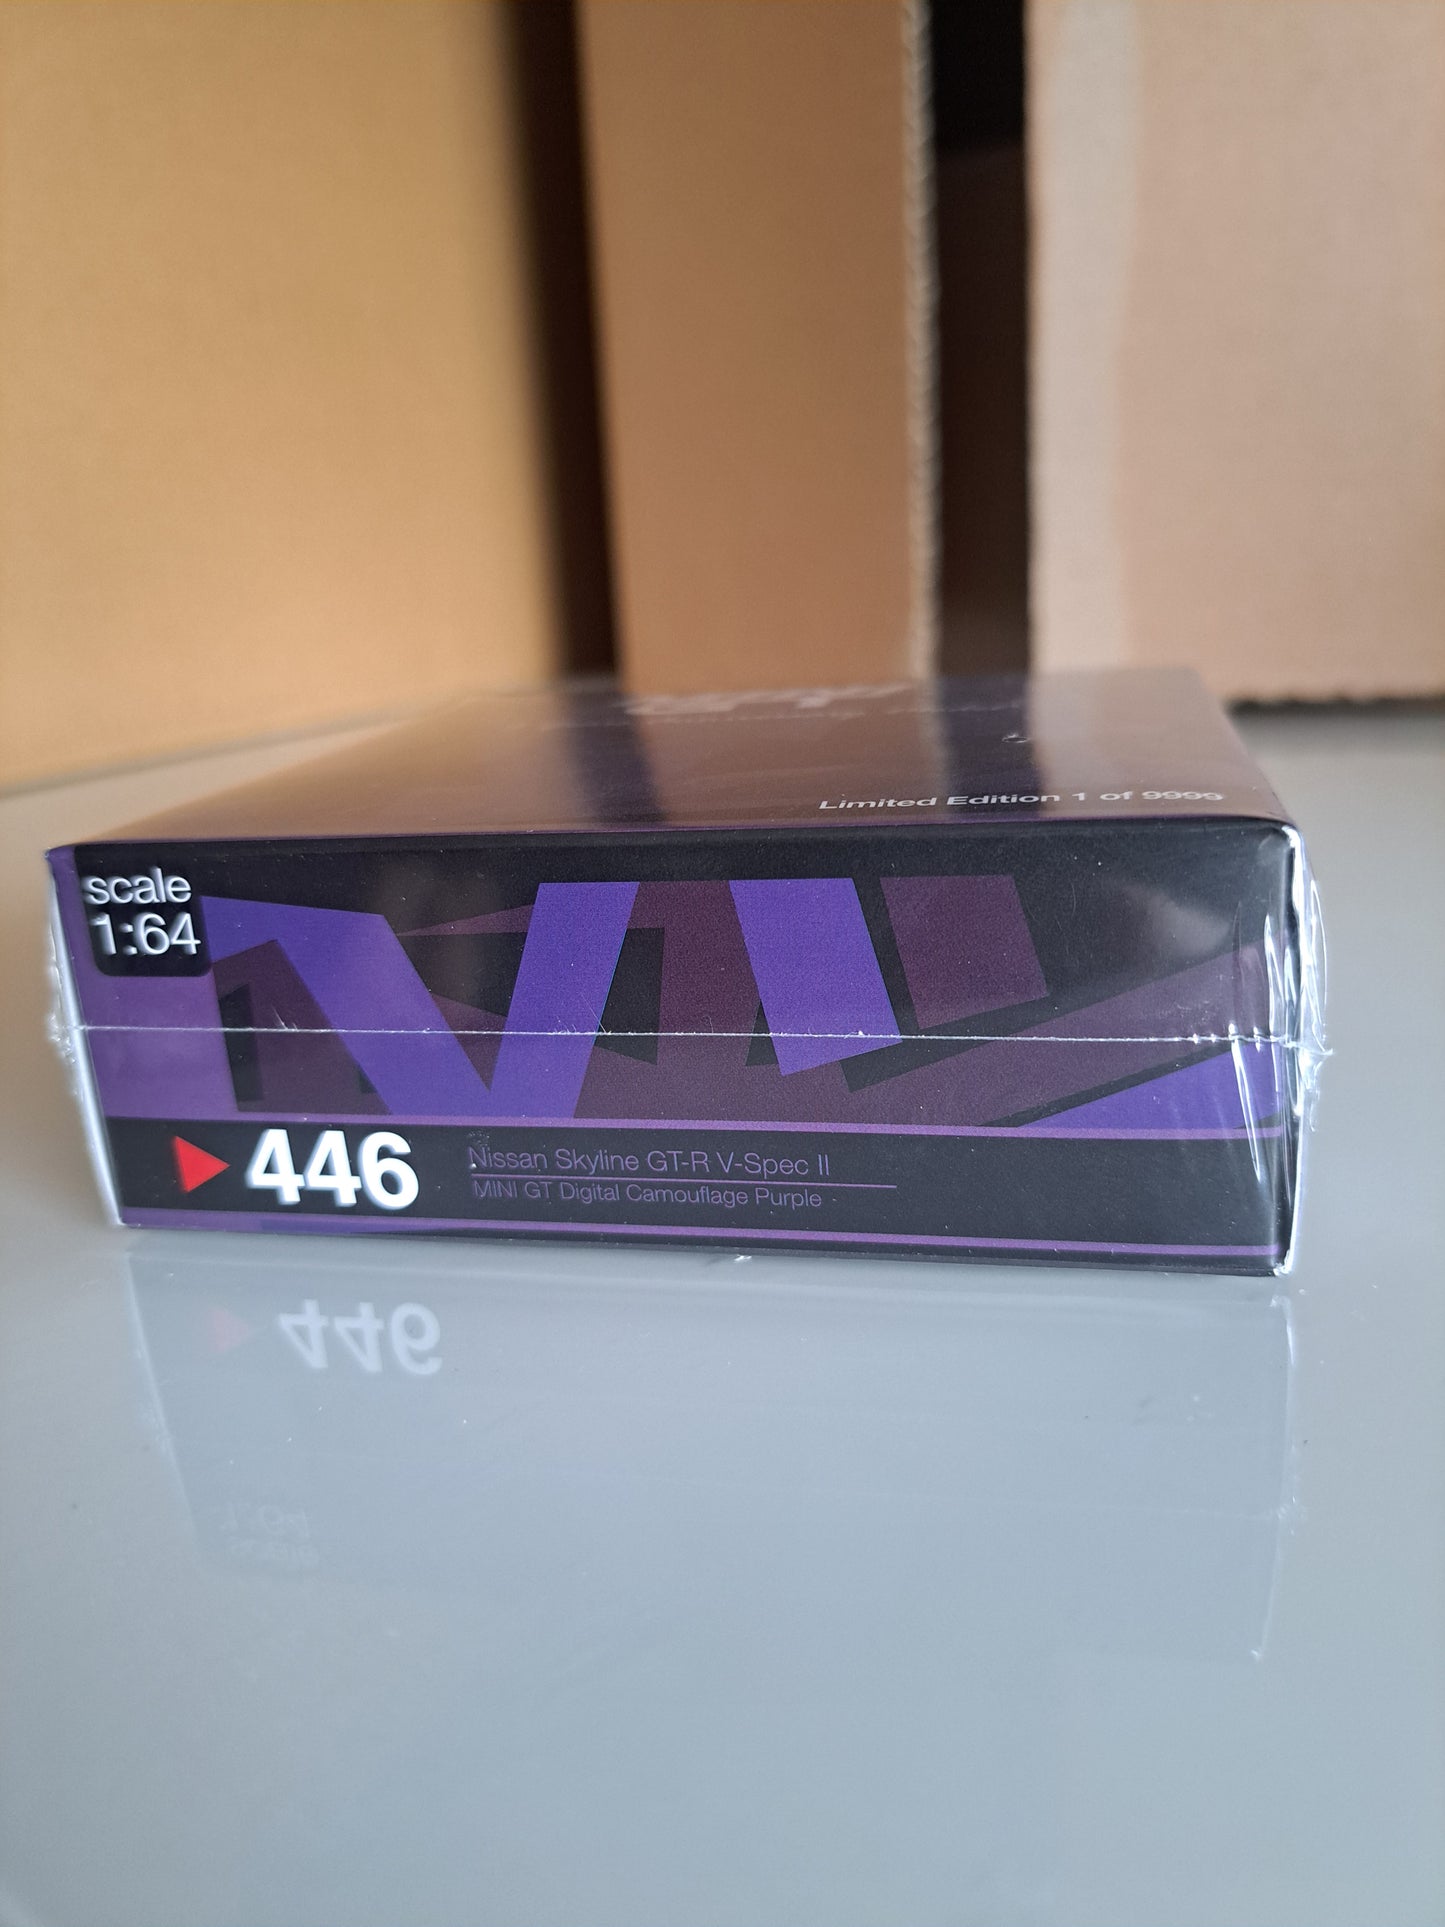 Limited Edition 1 of 9999
scale
1:64
446
Nissan Skyline GT-R V-Spec II
MINI GT Digital Camouflage Purple